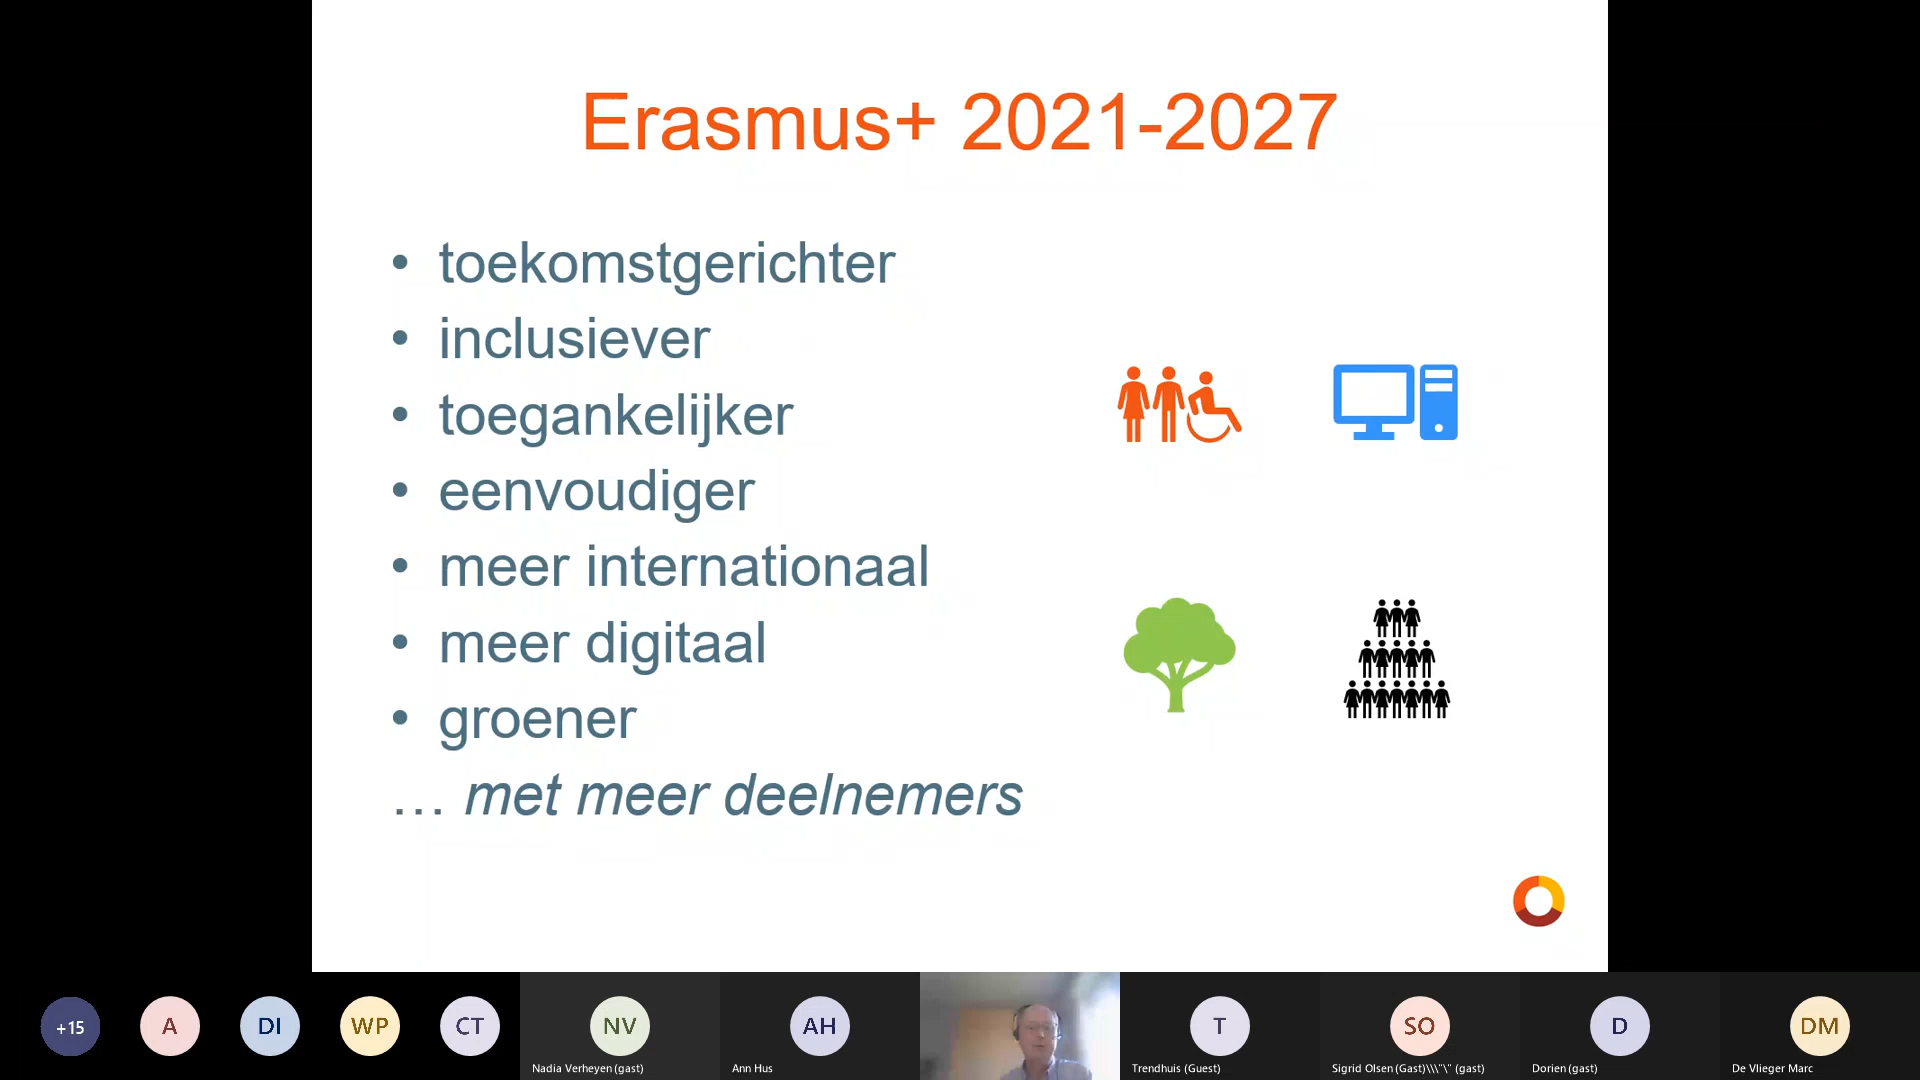 Erasmus+ 2021-2027
• toekomstgerichter
• inclusiever
• toegankelijker
• eenvoudiger
• meer internationaal
• meer digitaal
• groener
… met meer deelnemers
+15
A
DI
WP
CT
NV
Nadia Verheyen (gast)
AH
Ann Hus
T
Trendhuis (Guest)
SO
Sigrid Olsen (Gast)\\\"\" (gast)
D
Dorien (gast)
DM
De Vlieger Marc